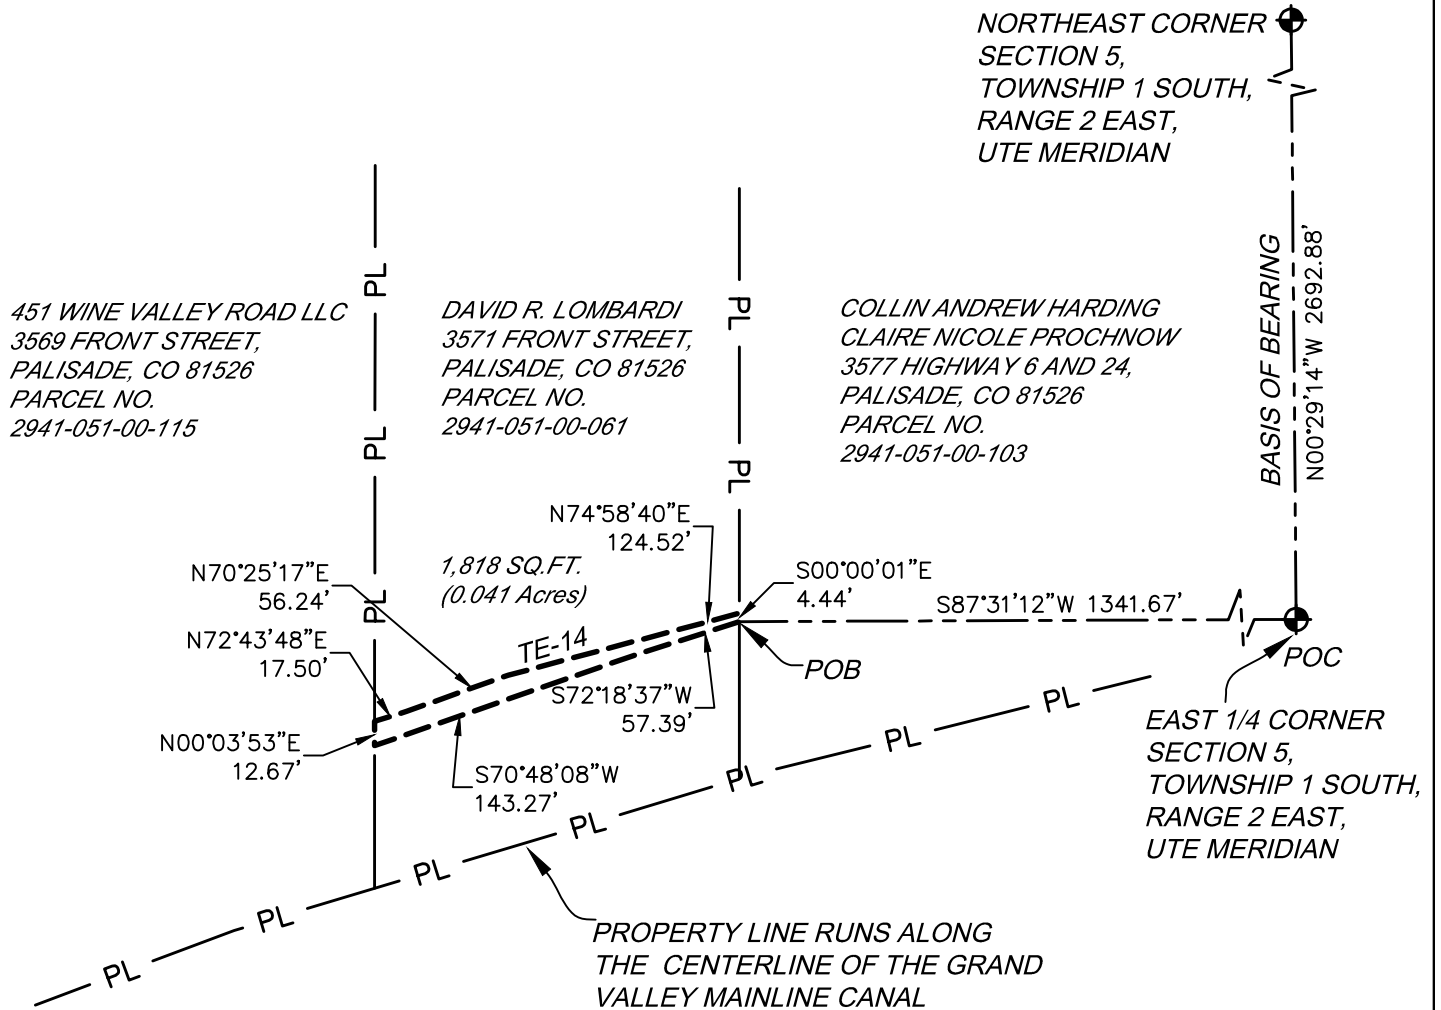 NORTHEAST CORNER
SECTION 5,
TOWNSHIP 1 SOUTH,
RANGE 2 EAST,
UTE MERIDIAN
BASIS OF BEARING
N00°29'14"W 2692.88'
PL
PL
PL
PL
PL
451 WINE VALLEY ROAD LLC
3569 FRONT STREET,
PALISADE, CO 81526
PARCEL NO.
2941-051-00-115
DAVID R. LOMBARDI
3571 FRONT STREET,
PALISADE, CO 81526
PARCEL NO.
2941-051-00-061
COLLIN ANDREW HARDING
CLAIRE NICOLE PROCHNOW
3577 HIGHWAY 6 AND 24,
PALISADE, CO 81526
PARCEL NO.
2941-051-00-103
N74°58'40"E
124.52'
1,818 SQ.FT.
(0.041 Acres)
N70°25'17"E
56.24'
S00°00'01"E
4.44'
S87°31'12"W 1341.67'
N72°43'48"E
17.50'
TE-14
POB
POC
S72°18'37"W
57.39'
N00°03'53"E
12.67'
S70°48'08"W
143.27'
EAST 1/4 CORNER
SECTION 5,
TOWNSHIP 1 SOUTH,
RANGE 2 EAST,
UTE MERIDIAN
PL
PL
PL
PL
PL
PL
PL
PROPERTY LINE RUNS ALONG
THE CENTERLINE OF THE GRAND
VALLEY MAINLINE CANAL